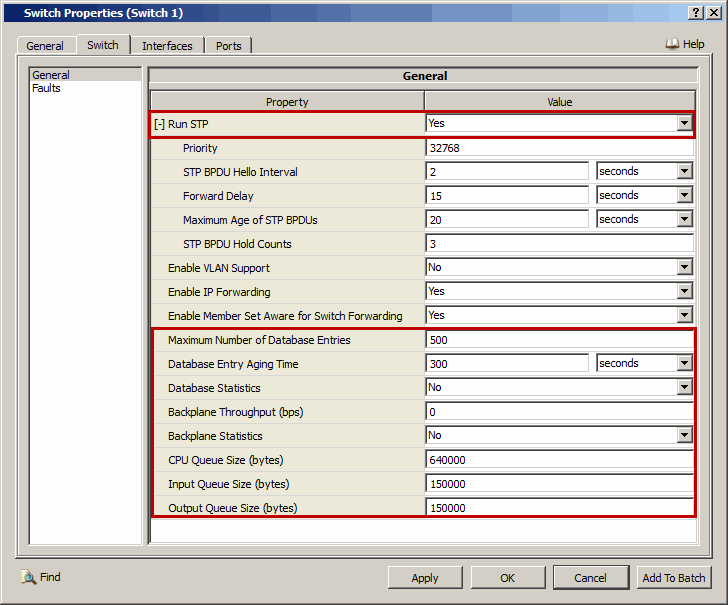 Switch Properties (Switch 1)
General Switch Interfaces Ports Help
General
Faults
General
Property Value
[-] Run STP Yes
Priority 32768
STP BPDU Hello Interval 2 seconds
Forward Delay 15 seconds
Maximum Age of STP BPDUs 20 seconds
STP BPDU Hold Counts 3
Enable VLAN Support No
Enable IP Forwarding Yes
Enable Member Set Aware for Switch Forwarding Yes
Maximum Number of Database Entries 500
Database Entry Aging Time 300 seconds
Database Statistics No
Backplane Throughput (bps) 0
Backplane Statistics No
CPU Queue Size (bytes) 640000
Input Queue Size (bytes) 150000
Output Queue Size (bytes) 150000
Find Apply OK Cancel Add To Batch